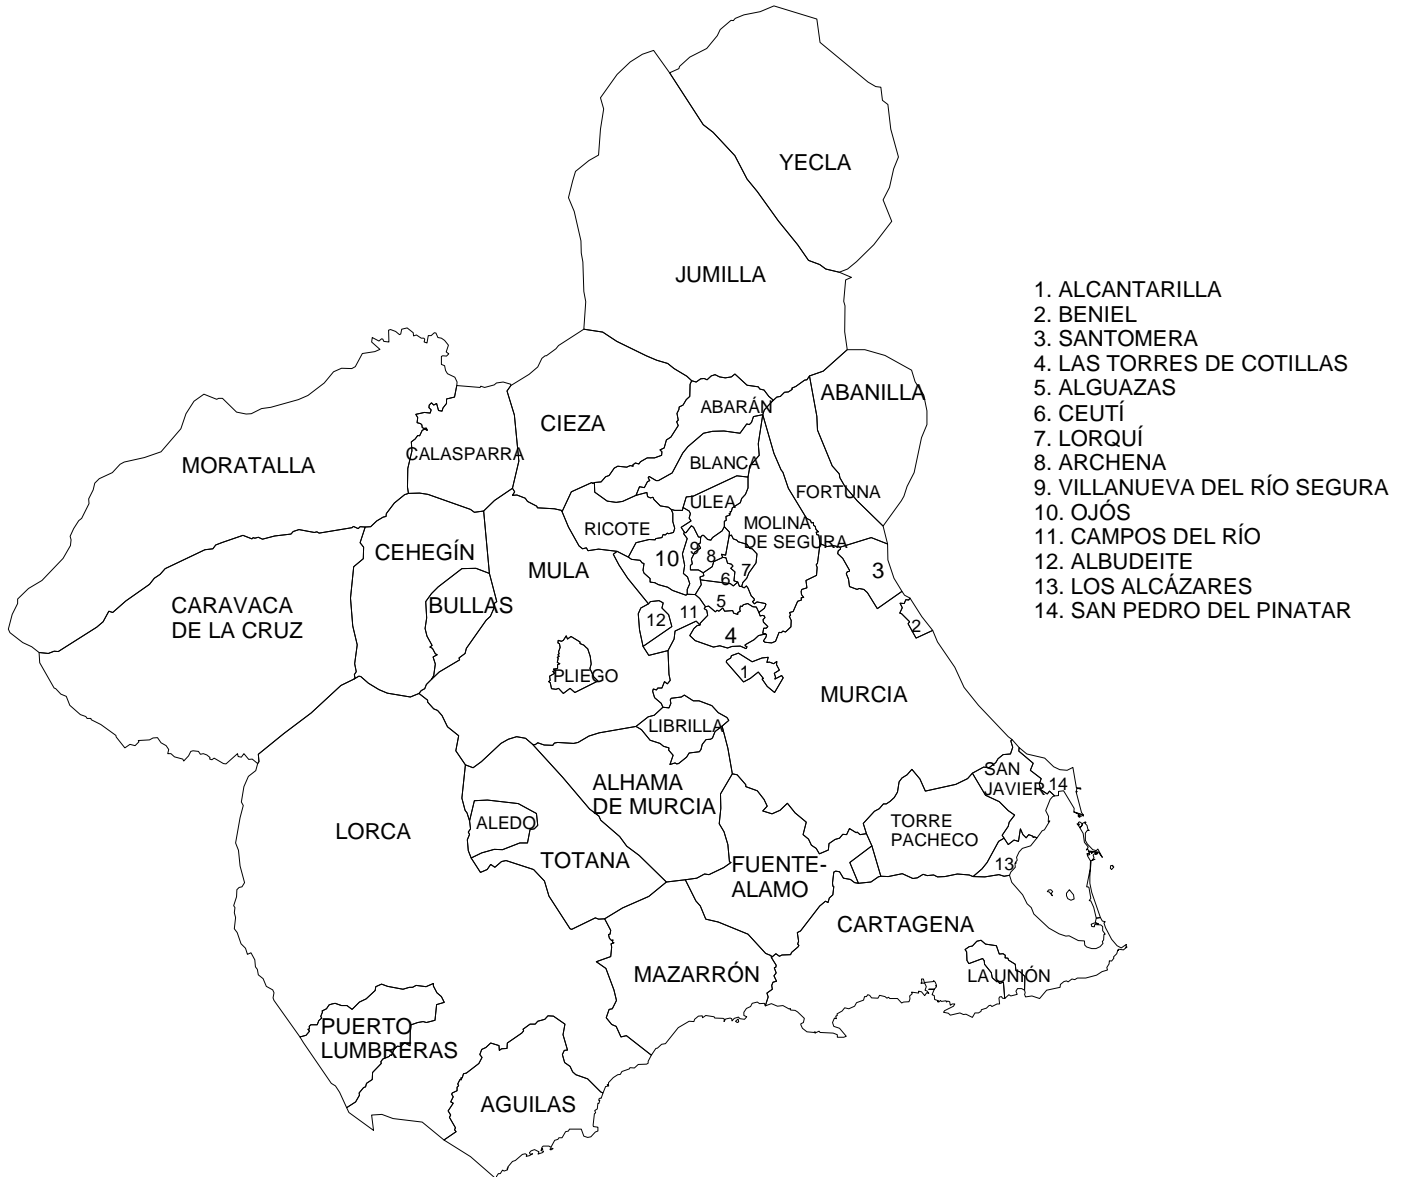 YECLA
JUMILLA
ABANILLA
ABARÁN
CIEZA
CALASPARRA
MORATALLA
BLANCA
FORTUNA
ULEA
RICOTE
MOLINA
DE SEGURA
CEHEGÍN
MULA
BULLAS
CARAVACA
DE LA CRUZ
10
9
8
7
6
5
4
3
2
11
12
1
PLIEGO
MURCIA
LIBRILLA
ALHAMA
DE MURCIA
SAN
JAVIER
14
TORRE
PACHECO
13
LORCA
ALEDO
TOTANA
FUENTE-
ALAMO
CARTAGENA
MAZARRÓN
LA UNIÓN
PUERTO
LUMBRERAS
AGUILAS
1. ALCANTARILLA
2. BENIEL
3. SANTOMERA
4. LAS TORRES DE COTILLAS
5. ALGUAZAS
6. CEUTÍ
7. LORQUÍ
8. ARCHENA
9. VILLANUEVA DEL RÍO SEGURA
10. OJÓS
11. CAMPOS DEL RÍO
12. ALBUDEITE
13. LOS ALCÁZARES
14. SAN PEDRO DEL PINATAR